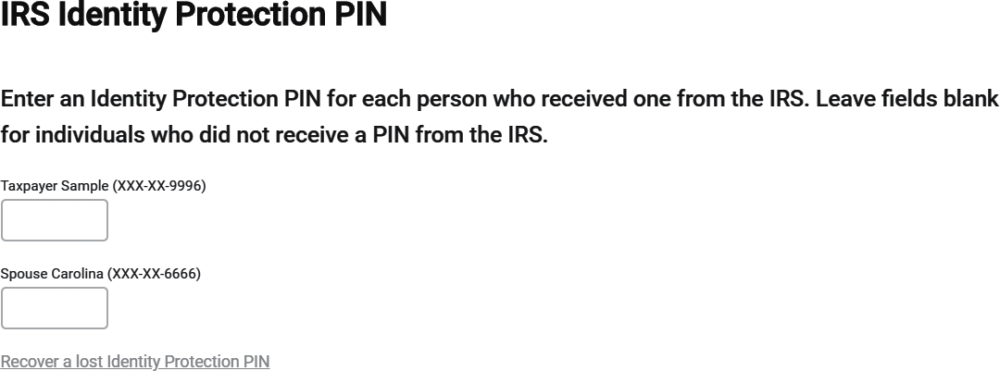 IRS Identity Protection PIN
Enter an Identity Protection PIN for each person who received one from the IRS. Leave fields blank
for individuals who did not receive a PIN from the IRS.
Taxpayer Sample (XXX-XX-9996)
Spouse Carolina (XXX-XX-6666)
Recover a lost Identity Protection PIN